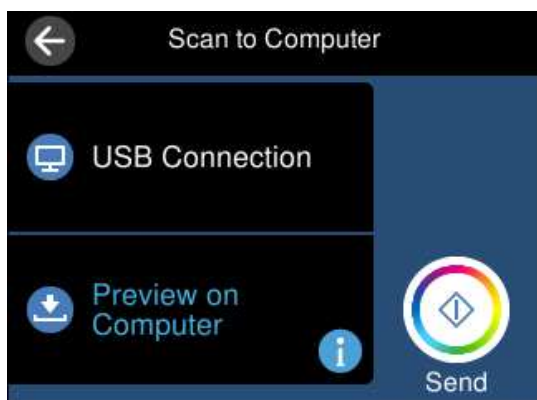 Scan to Computer
USB Connection
Preview on
Computer
i
Send